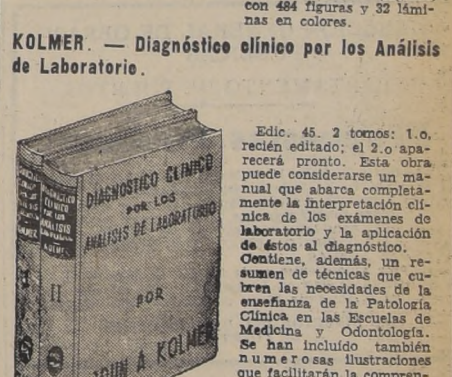 con 484 figuras y 32 lámi-
nas en colores.
KOLMER. — Diagnóstico clínico por los Análisis
de Laboratorio.
DIAGNOSTICO CLINICO
POR LOS
ANALISIS DE LABORATORIO
POR
JOHN A. KOLMER
II
Edic. 45. 2 tomos: 1.o,
recién editado; el 2.o apa-
recerá pronto. Esta obra
puede considerarse un ma-
nual que abarca completa-
mente la interpretación clí-
nica de los exámenes de
laboratorio y la aplicación
de éstos al diagnóstico.
Contiene, además, un re-
sumen de técnicas que cu-
bren las necesidades de la
enseñanza de la Patología
Clínica en las Escuelas de
Medicina y Odontología.
Se han incluído también
numerosas ilustraciones
que facilitarán la compren-